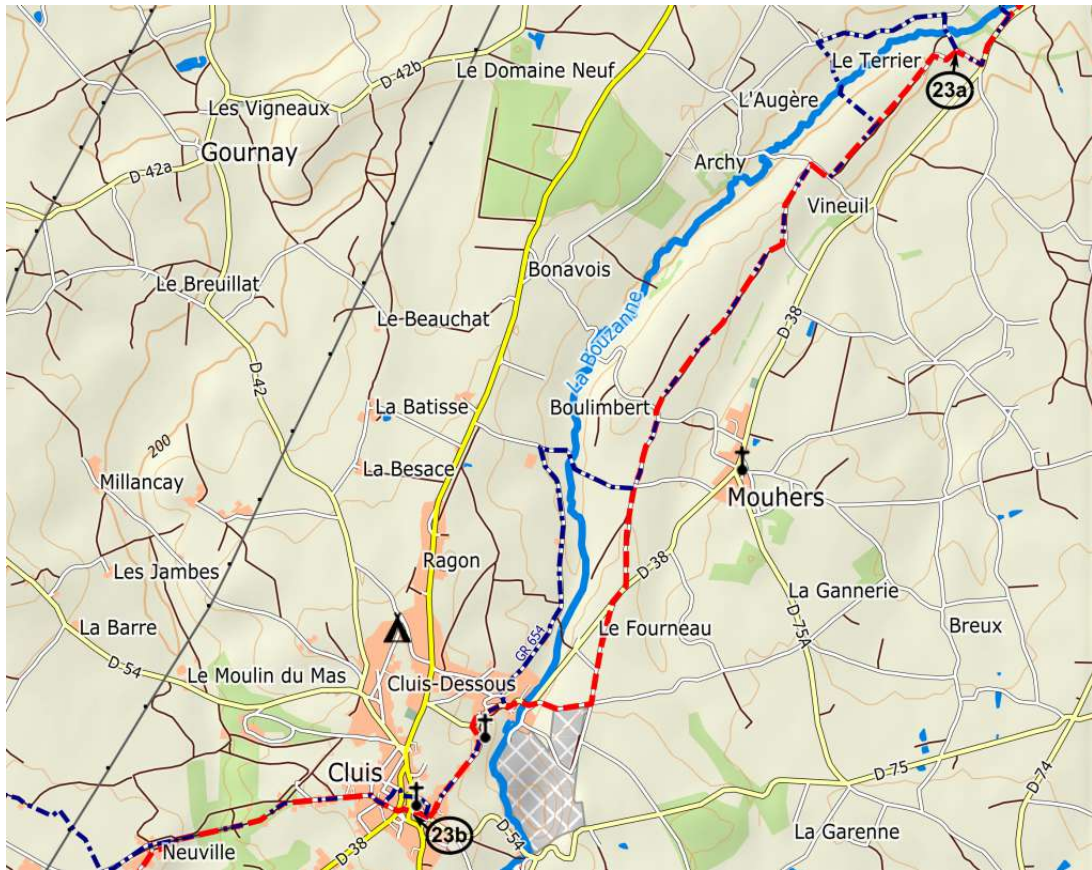 D-42b
Le Domaine Neuf
Le Terrier
23a
Les Vigneaux
L'Augère
Gournay
Archy
D-42a
Vineuil
Bonavois
Le Breuillat
Le Beauchat
La Bouzanne
D-38
D-42
La Batisse
Boulimbert
200
La Besace
Millancay
Mouhers
Ragon
Les Jambes
La Gannerie
D-38
La Barre
GR 654
Le Fourneau
D-75A
Breux
D-54
Le Moulin du Mas
Cluis-Dessous
Cluis
D-75
D-74
23b
D-54
La Garenne
Neuville
D-38